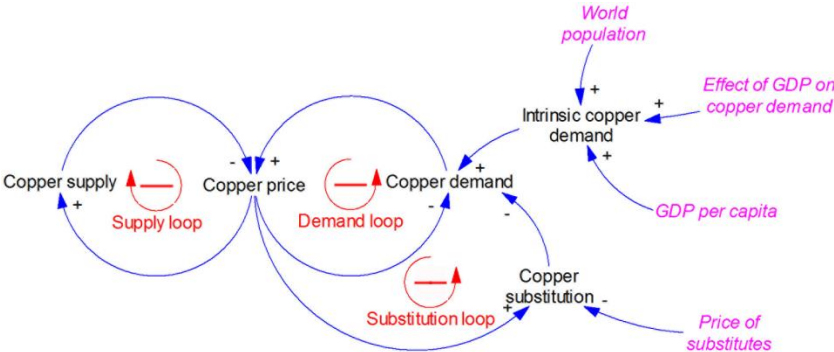 World
population
Effect of GDP on
copper demand
+
+
Intrinsic copper
demand
+
-
+
+
Copper supply
Copper price
Copper demand
+
-
Supply loop
Demand loop
GDP per capita
-
Copper
substitution
+
-
Substitution loop
Price of
substitutes